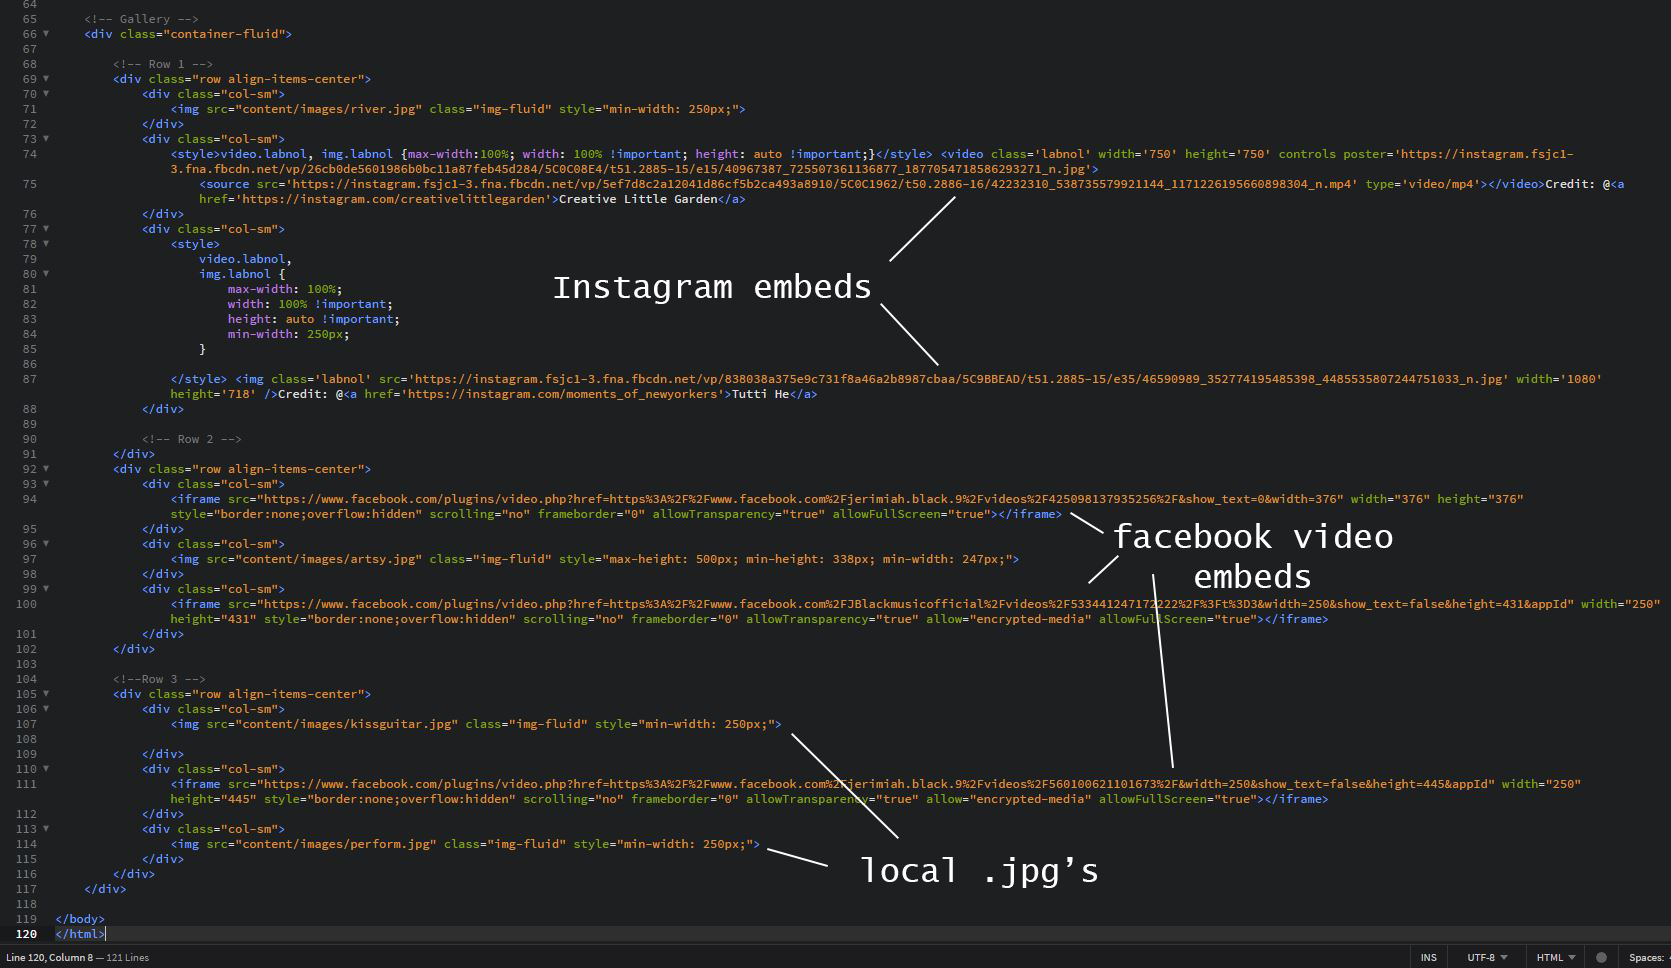 64
65 <!-- Gallery -->
66 <div class="container-fluid">
67
68 <!-- Row 1 -->
69 <div class="row align-items-center">
70 <div class="col-sm">
71 <img src="content/images/river.jpg" class="img-fluid" style="min-width: 250px;">
72 </div>
73 <div class="col-sm">
74 <style>video.labnol, img.labnol {max-width:100%; width: 100% !important; height: auto !important;}</style> <video class='labnol' width='750' height='750' controls poster='https://instagram.fsjc1-
3.fna.fbcdn.net/vp/26cb0de5601986b0bc11a87feb45d284/5C0C08E4/t51.2885-15/e15/40967387_725507361136877_1877054718586293271_n.jpg'>
75 <source src='https://instagram.fsjc1-3.fna.fbcdn.net/vp/5ef7d8c2a12041d86cf5b2ca493a8910/5C0C1962/t50.2886-16/42232310_538735579921144_1171226195660898304_n.mp4' type='video/mp4'></video>Credit: @<a
href='https://instagram.com/creativelittlegarden'>Creative Little Garden</a>
76 </div>
77 <div class="col-sm">
78 <style>
79 video.labnol,
80 img.labnol {
81 max-width: 100%;
82 width: 100% !important;
83 height: auto !important;
84 min-width: 250px;
85 }
86
87 </style> <img class='labnol' src='https://instagram.fsjc1-3.fna.fbcdn.net/vp/838038a375e9c731f8a46a2b8987cbaa/5C9BBEAD/t51.2885-15/e35/46590989_352774195485398_4485535807244751033_n.jpg' width='1080'
height='718' />Credit: @<a href='https://instagram.com/moments_of_newyorkers'>Tutti He</a>
88 </div>
89
90 <!-- Row 2 -->
91 </div>
92 <div class="row align-items-center">
93 <div class="col-sm">
94 <iframe src="https://www.facebook.com/plugins/video.php?href=https%3A%2F%2Fwww.facebook.com%2Fjerimiah.black.9%2Fvideos%2F425098137935256%2F&show_text=0&width=376" width="376" height="376"
style="border:none;overflow:hidden" scrolling="no" frameborder="0" allowTransparency="true" allowFullScreen="true"></iframe>
95 </div>
96 <div class="col-sm">
97 <img src="content/images/artsy.jpg" class="img-fluid" style="max-height: 500px; min-height: 338px; min-width: 247px;">
98 </div>
99 <div class="col-sm">
100 <iframe src="https://www.facebook.com/plugins/video.php?href=https%3A%2F%2Fwww.facebook.com%2FJBlackmusicofficial%2Fvideos%2F533441247172222%2F%3Ft%3D3&width=250&show_text=false&height=431&appId" width="250"
height="431" style="border:none;overflow:hidden" scrolling="no" frameborder="0" allowTransparency="true" allow="encrypted-media" allowFullScreen="true"></iframe>
101 </div>
102 </div>
103
104 <!--Row 3 -->
105 <div class="row align-items-center">
106 <div class="col-sm">
107 <img src="content/images/kissguitar.jpg" class="img-fluid" style="min-width: 250px;">
108
109 </div>
110 <div class="col-sm">
111 <iframe src="https://www.facebook.com/plugins/video.php?href=https%3A%2F%2Fwww.facebook.com%2Fjerimiah.black.9%2Fvideos%2F560100621101673%2F&width=250&show_text=false&height=445&appId" width="250"
height="445" style="border:none;overflow:hidden" scrolling="no" frameborder="0" allowTransparency="true" allow="encrypted-media" allowFullScreen="true"></iframe>
112 </div>
113 <div class="col-sm">
114 <img src="content/images/perform.jpg" class="img-fluid" style="min-width: 250px;">
115 </div>
116 </div>
117 </div>
118
119 </body>
120 </html>
Instagram embeds
facebook video
embeds
local .jpg’s
Line 120, Column 8 — 121 Lines
INS UTF-8 HTML Spaces: